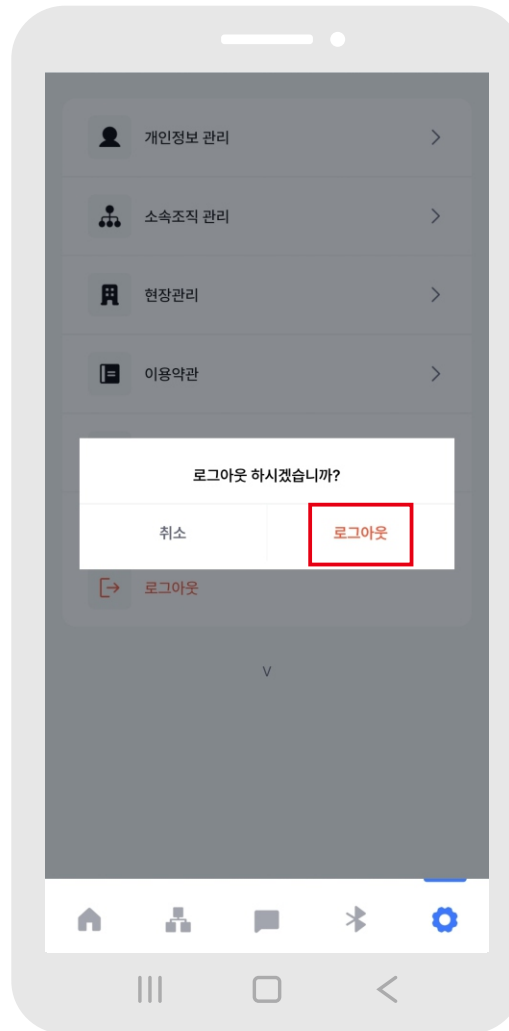 개인정보 관리
소속조직 관리
현장관리
이용약관
로그아웃 하시겠습니까?
취소
로그아웃
로그아웃
V